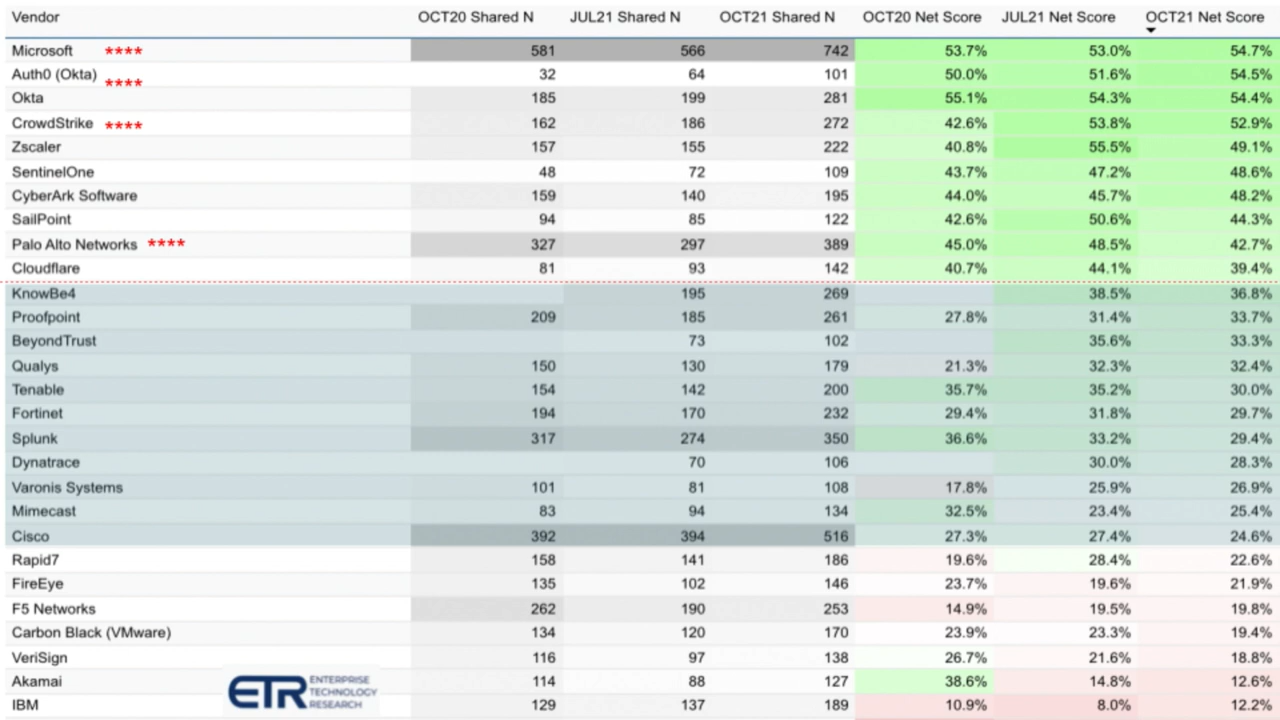 Vendor OCT20 Shared N JUL21 Shared N OCT21 Shared N OCT20 Net Score JUL21 Net Score OCT21 Net Score
Microsoft **** 581 566 742 53.7% 53.0% 54.7%
Auth0 (Okta) **** 32 64 101 50.0% 51.6% 54.5%
Okta 185 199 281 55.1% 54.3% 54.4%
CrowdStrike **** 162 186 272 42.6% 53.8% 52.9%
Zscaler 157 155 222 40.8% 55.5% 49.1%
SentinelOne 48 72 109 43.7% 47.2% 48.6%
CyberArk Software 159 140 195 44.0% 45.7% 48.2%
SailPoint 94 85 122 42.6% 50.6% 44.3%
Palo Alto Networks **** 327 297 389 45.0% 48.5% 42.7%
Cloudflare 81 93 142 40.7% 44.1% 39.4%
KnowBe4 195 269 38.5% 36.8%
Proofpoint 209 185 261 27.8% 31.4% 33.7%
BeyondTrust 73 102 35.6% 33.3%
Qualys 150 130 179 21.3% 32.3% 32.4%
Tenable 154 142 200 35.7% 35.2% 30.0%
Fortinet 194 170 232 29.4% 31.8% 29.7%
Splunk 317 274 350 36.6% 33.2% 29.4%
Dynatrace 70 106 30.0% 28.3%
Varonis Systems 101 81 108 17.8% 25.9% 26.9%
Mimecast 83 94 134 32.5% 23.4% 25.4%
Cisco 392 394 516 27.3% 27.4% 24.6%
Rapid7 158 141 186 19.6% 28.4% 22.6%
FireEye 135 102 146 23.7% 19.6% 21.9%
F5 Networks 262 190 253 14.9% 19.5% 19.8%
Carbon Black (VMware) 134 120 170 23.9% 23.3% 19.4%
VeriSign 116 97 138 26.7% 21.6% 18.8%
Akamai 114 88 127 38.6% 14.8% 12.6%
IBM 129 137 189 10.9% 8.0% 12.2%
ETR ENTERPRISE
TECHNOLOGY
RESEARCH